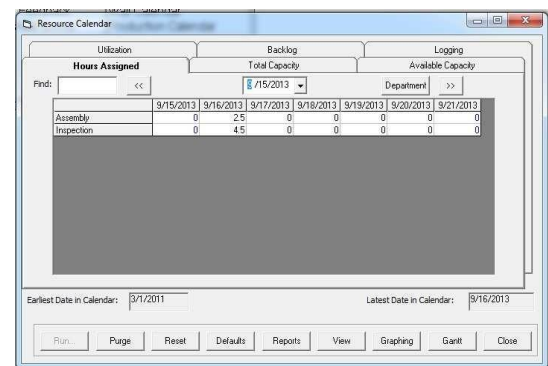 Resource Calendar
Utilization Backlog Logging
Hours Assigned Total Capacity Available Capacity
Find: << 9/15/2013 Department >>
9/15/2013 9/16/2013 9/17/2013 9/18/2013 9/19/2013 9/20/2013 9/21/2013
Assembly 0 2.5 0 0 0 0 0
Inspection 0 4.5 0 0 0 0 0
Earliest Date in Calendar: 3/1/2011 Latest Date in Calendar: 9/16/2013
Run... Purge Reset Defaults Reports View Graphing Gantt Close